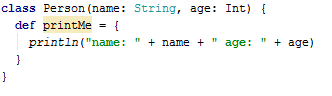 class Person(name: String, age: Int) {
  def printMe = {
    println("name: " + name + " age: " + age)
  }
}